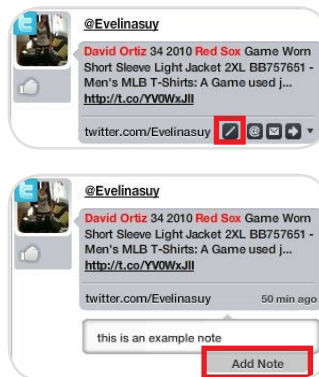 @Evelinasuy
David Ortiz 34 2010 Red Sox Game Worn
Short Sleeve Light Jacket 2XL BB757651 -
Men's MLB T-Shirts: A Game used j...
http://t.co/YV0WxJll
twitter.com/Evelinasuy
@Evelinasuy
David Ortiz 34 2010 Red Sox Game Worn
Short Sleeve Light Jacket 2XL BB757651 -
Men's MLB T-Shirts: A Game used j...
http://t.co/YV0WxJll
twitter.com/Evelinasuy 50 min ago
this is an example note
Add Note